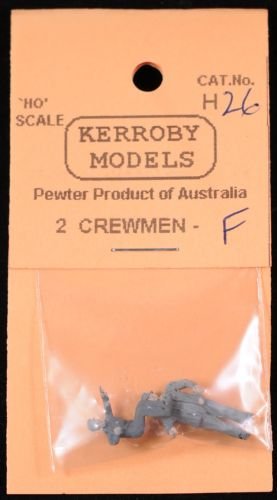 CAT.No.
'HO' H26
SCALE
KERROBY
MODELS
Pewter Product of Australia
2 CREWMEN - F